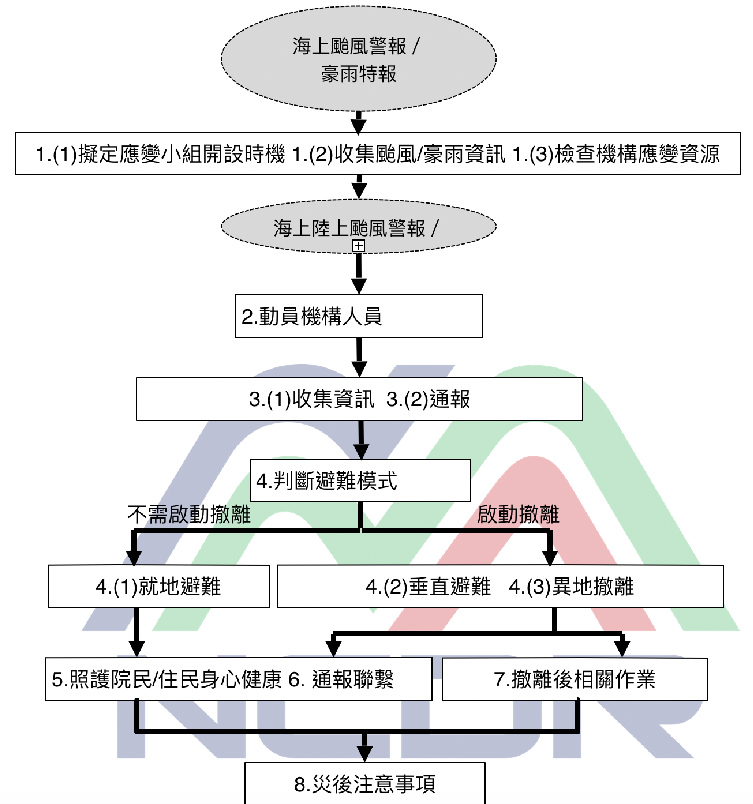 海上颱風警報 /
豪雨特報
1.(1)擬定應變小組開設時機 1.(2)收集颱風/豪雨資訊 1.(3)檢查機構應變資源
海上陸上颱風警報 /
2.動員機構人員
3.(1)收集資訊 3.(2)通報
4.判斷避難模式
不需啟動撤離
啟動撤離
4.(1)就地避難
4.(2)垂直避難 4.(3)異地撤離
5.照護院民/住民身心健康 6. 通報聯繫
7.撤離後相關作業
NCDR
8.災後注意事項